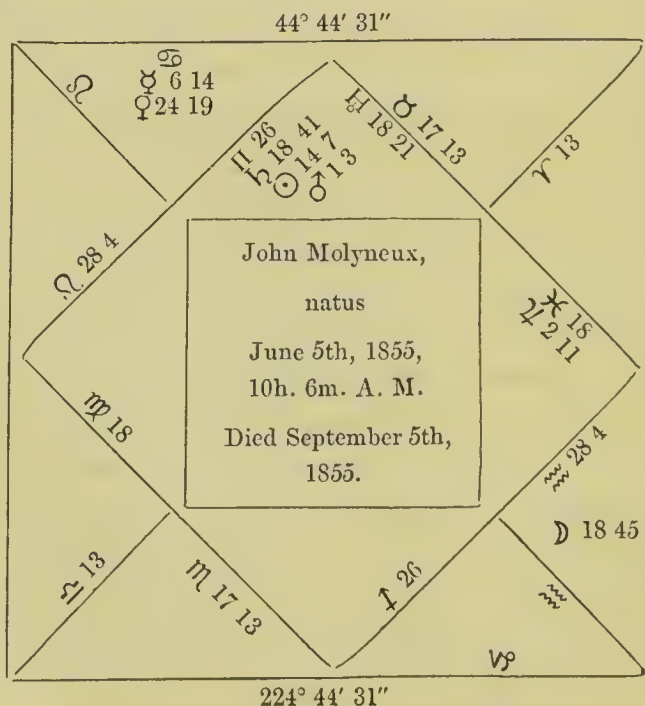 44° 44′ 31″
♋
♌
☿ 6 14
♀ 24 19
♊ 26
♄ 18 41
☉ 14 7
♂ 1 3
♅ 18 21
♉ 17 13
♈ 13
♌ 28 4
♓ 18
♃ 2 11
John Molyneux,
natus
June 5th, 1855,
10h. 6m. A. M.
Died September 5th,
1855.
♍ 18
♒ 28 4
☽ 18 45
♎ 13
♏ 17 13
♐ 26
♒
♑
224° 44′ 31″